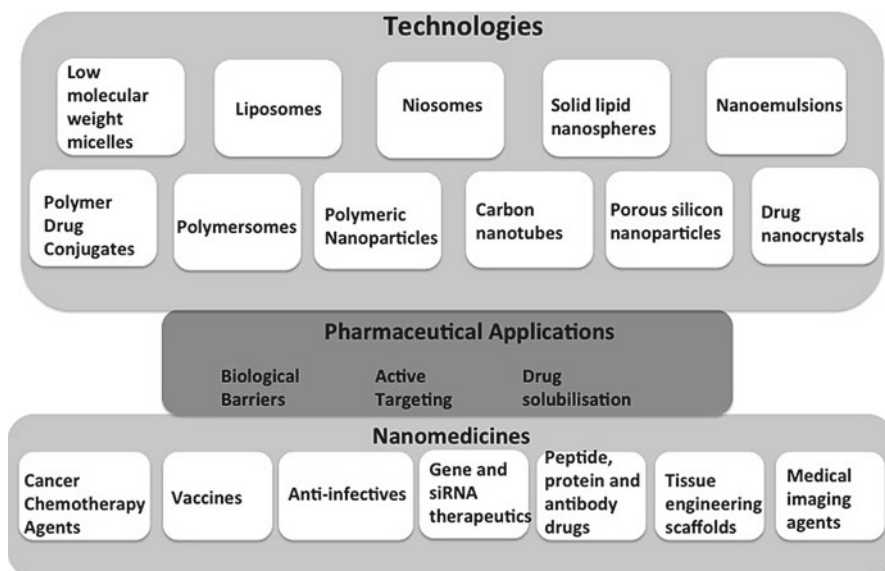 Technologies
Low
molecular
weight
micelles
Liposomes
Niosomes
Solid lipid
nanospheres
Nanoemulsions
Polymer
Drug
Conjugates
Polymersomes
Polymeric
Nanoparticles
Carbon
nanotubes
Porous silicon
nanoparticles
Drug
nanocrystals
Pharmaceutical Applications
Biological
Barriers
Active
Targeting
Drug
solubilisation
Nanomedicines
Cancer
Chemotherapy
Agents
Vaccines
Anti-infectives
Gene and
siRNA
therapeutics
Peptide,
protein and
antibody
drugs
Tissue
engineering
scaffolds
Medical
imaging
agents